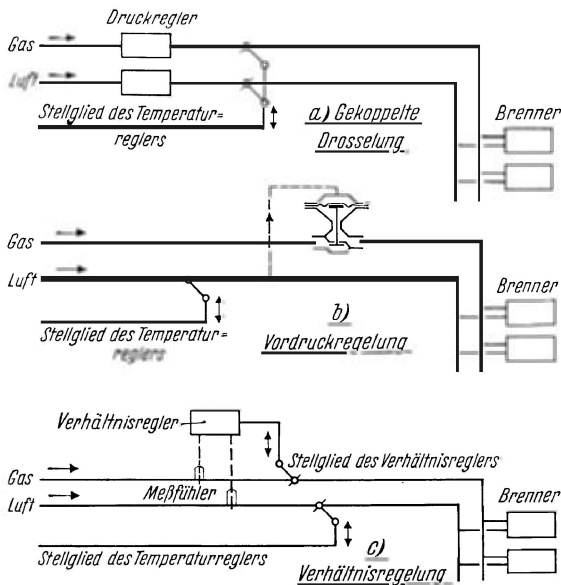 Druckregler
Gas
Luft
Stellglied des Temperatur=
reglers
a) Gekoppelte
Drosselung
Brenner
Gas
Luft
Stellglied des Temperatur=
reglers
b)
Vordruckregelung
Brenner
Verhältnisregler
Stellglied des Verhältnisreglers
Gas
Meßfühler
Luft
Brenner
Stellglied des Temperaturreglers
c)
Verhältnisregelung